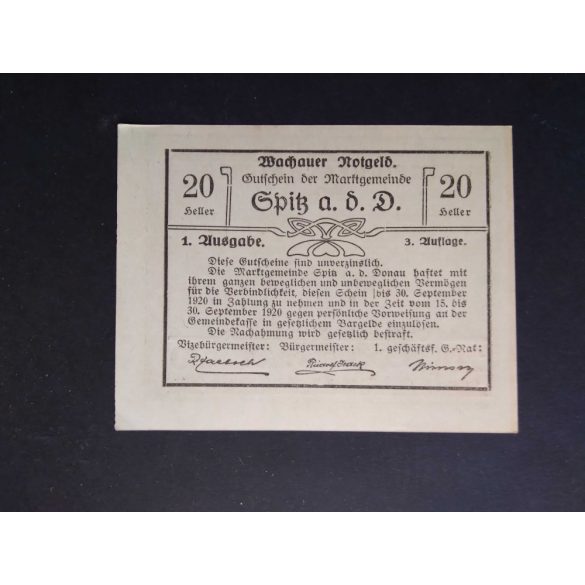 Wachauer Notgeld.
20 Heller
Gutschein der Marktgemeinde
20 Heller
Spitz a. d. D.
1. Ausgabe. 3. Auflage.
Diese Gutscheine sind unverzinslich.
Die Marktgemeinde Spitz a. d. Donau haftet mit
ihrem ganzen beweglichen und unbeweglichen Vermögen
für die Verbindlichkeit, diesen Schein bis 30. September
1920 in Zahlung zu nehmen und in der Zeit vom 15. bis
30. September 1920 gegen persönliche Vorweisung an der
Gemeindekasse in gesetzlichem Bargelde einzulösen.
Die Nachahmung wird gesetzlich bestraft.
Vizebürgermeister: Bürgermeister: 1. geschäftsf. G.-Rat: